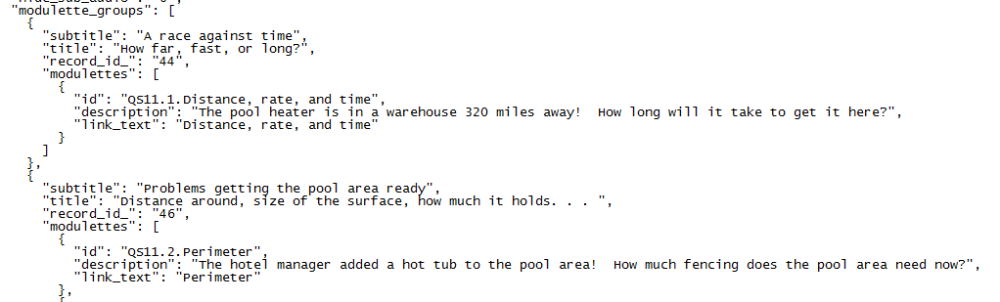 "modulette_groups": [
{
"subtitle": "A race against time",
"title": "How far, fast, or long?",
"record_id_": "44",
"modulettes": [
{
"id": "QS11.1.Distance, rate, and time",
"description": "The pool heater is in a warehouse 320 miles away!  How long will it take to get it here?",
"link_text": "Distance, rate, and time"
}
]
},
{
"subtitle": "Problems getting the pool area ready",
"title": "Distance around, size of the surface, how much it holds. . . ",
"record_id_": "46",
"modulettes": [
{
"id": "QS11.2.Perimeter",
"description": "The hotel manager added a hot tub to the pool area!  How much fencing does the pool area need now?",
"link_text": "Perimeter"
},
{